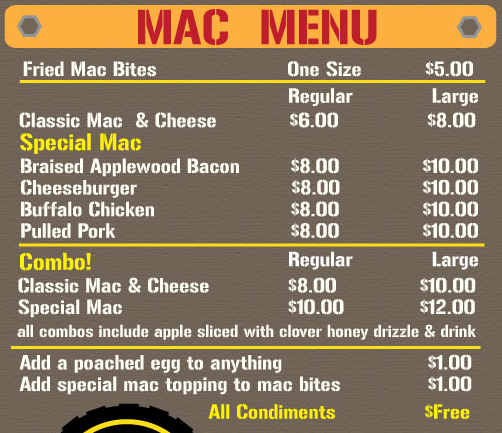 MAC MENU
Fried Mac Bites One Size $5.00
Regular Large
Classic Mac & Cheese $6.00 $8.00
Special Mac
Braised Applewood Bacon $8.00 $10.00
Cheeseburger $8.00 $10.00
Buffalo Chicken $8.00 $10.00
Pulled Pork $8.00 $10.00
Combo! Regular Large
Classic Mac & Cheese $8.00 $10.00
Special Mac $10.00 $12.00
all combos include apple sliced with clover honey drizzle & drink
Add a poached egg to anything $1.00
Add special mac topping to mac bites $1.00
All Condiments $Free